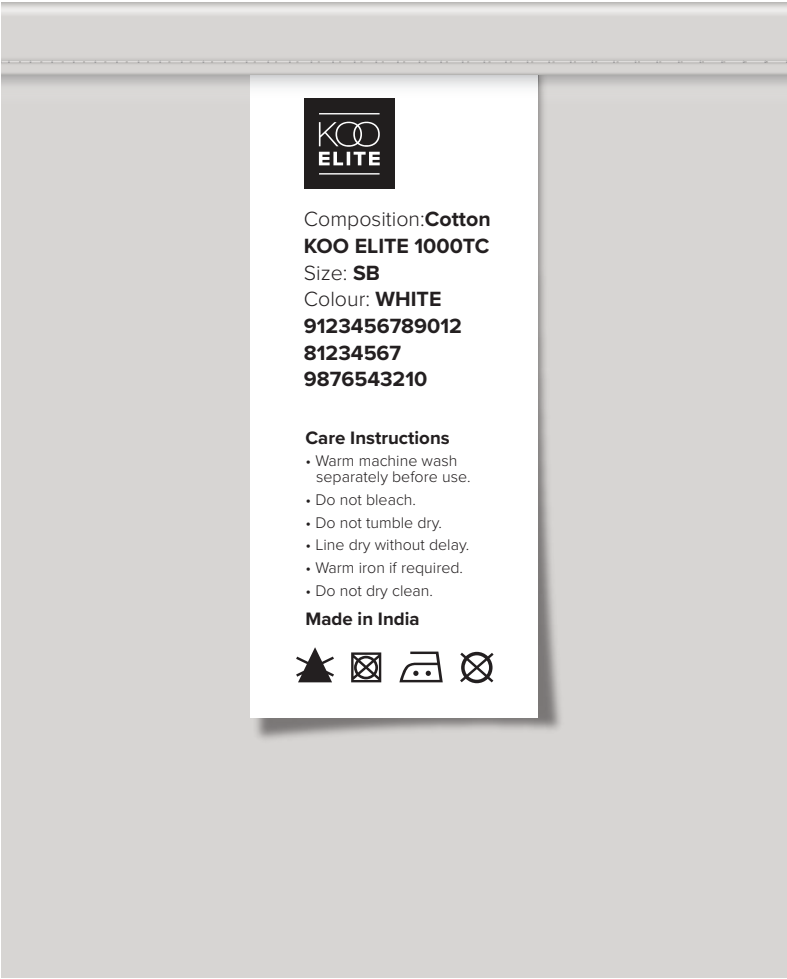 KOO
ELITE
Composition:Cotton
KOO ELITE 1000TC
Size: SB
Colour: WHITE
9123456789012
81234567
9876543210
Care Instructions
• Warm machine wash
separately before use.
• Do not bleach.
• Do not tumble dry.
• Line dry without delay.
• Warm iron if required.
• Do not dry clean.
Made in India